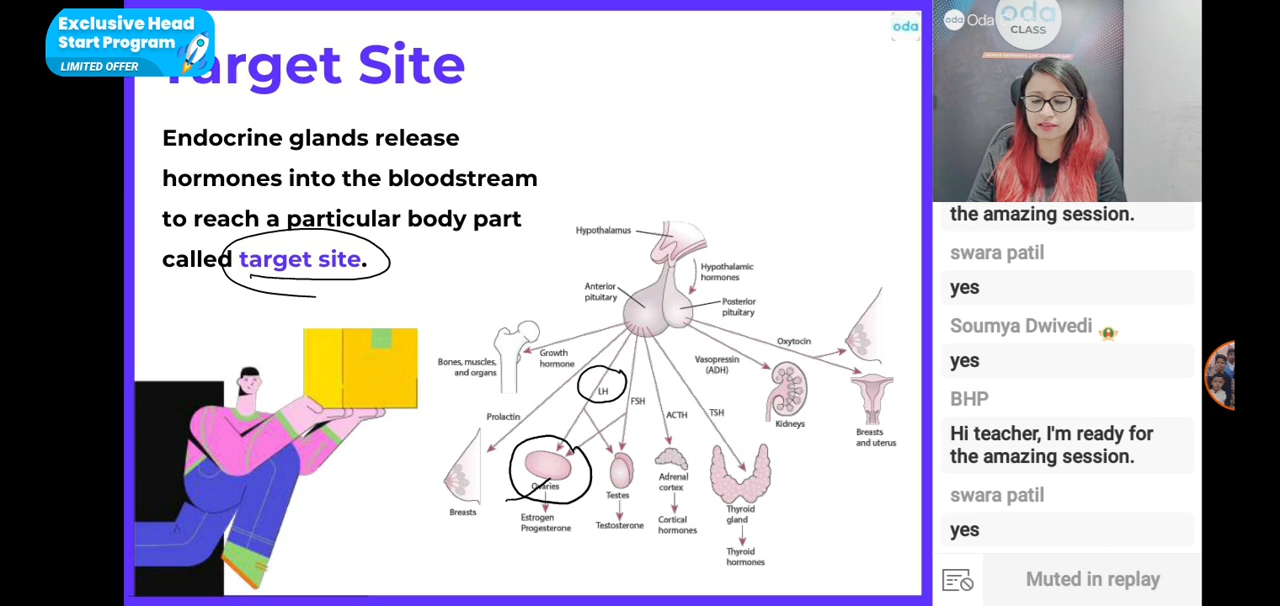 Exclusive Head
Start Program
LIMITED OFFER
Target Site
oda
Endocrine glands release
hormones into the bloodstream
to reach a particular body part
called target site.
Hypothalamus
Hypothalamic
hormones
Anterior
pituitary
Posterior
pituitary
Oxytocin
Bones, muscles,
and organs
Growth
hormone
Vasopressin
(ADH)
LH
FSH
Prolactin
ACTH
TSH
Kidneys
Breasts
and uterus
Breasts
Ovaries
Testes
Adrenal
cortex
Thyroid
gland
Estrogen
Progesterone
Testosterone
Cortical
hormones
Thyroid
hormones
oda
Oda
oda
CLASS
the amazing session.
swara patil
yes
Soumya Dwivedi
yes
BHP
Hi teacher, I'm ready for
the amazing session.
swara patil
yes
Muted in replay